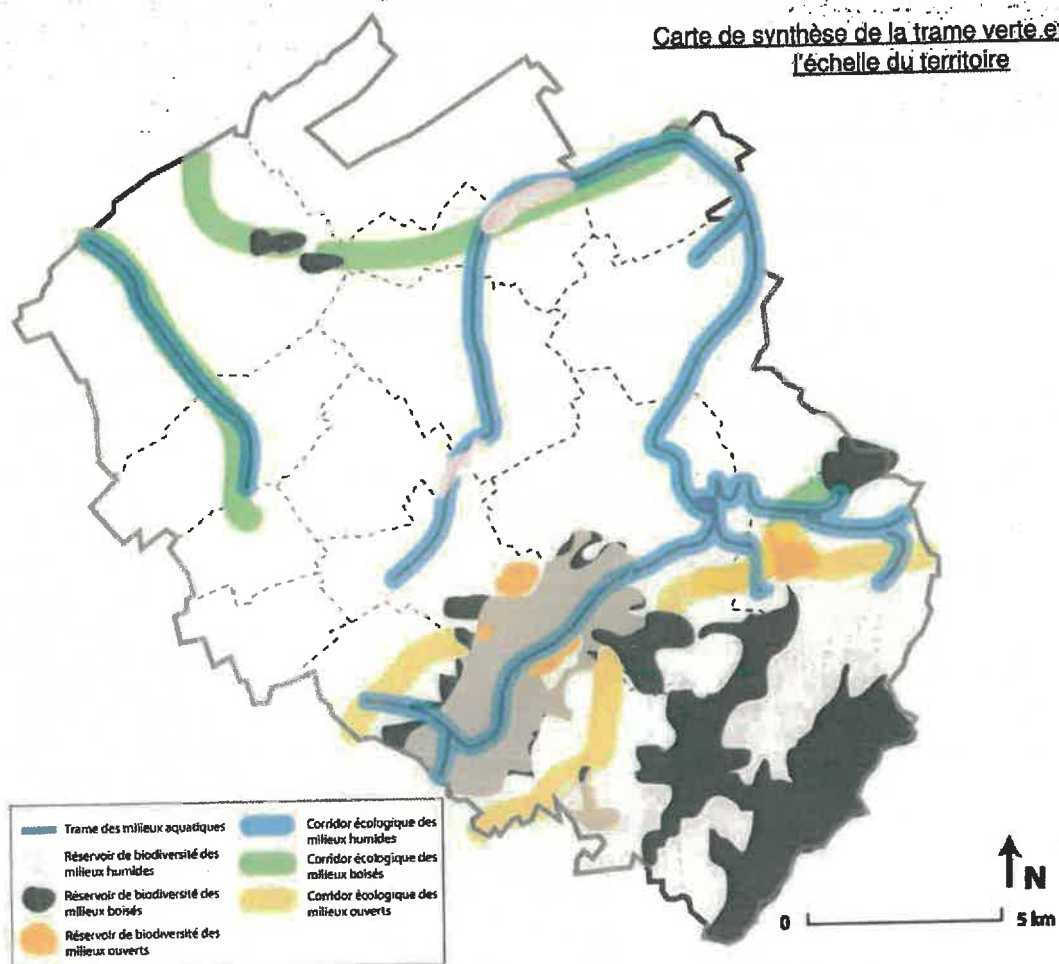 Carte de synthèse de la trame verte et
l'échelle du territoire
Trame des milieux aquatiques
Réservoir de biodiversité des
milieux humides
Réservoir de biodiversité des
milieux boisés
Réservoir de biodiversité des
milieux ouverts
Corridor écologique des
milieux humides
Corridor écologique des
milieux boisés
Corridor écologique des
milieux ouverts
N
0 5 km